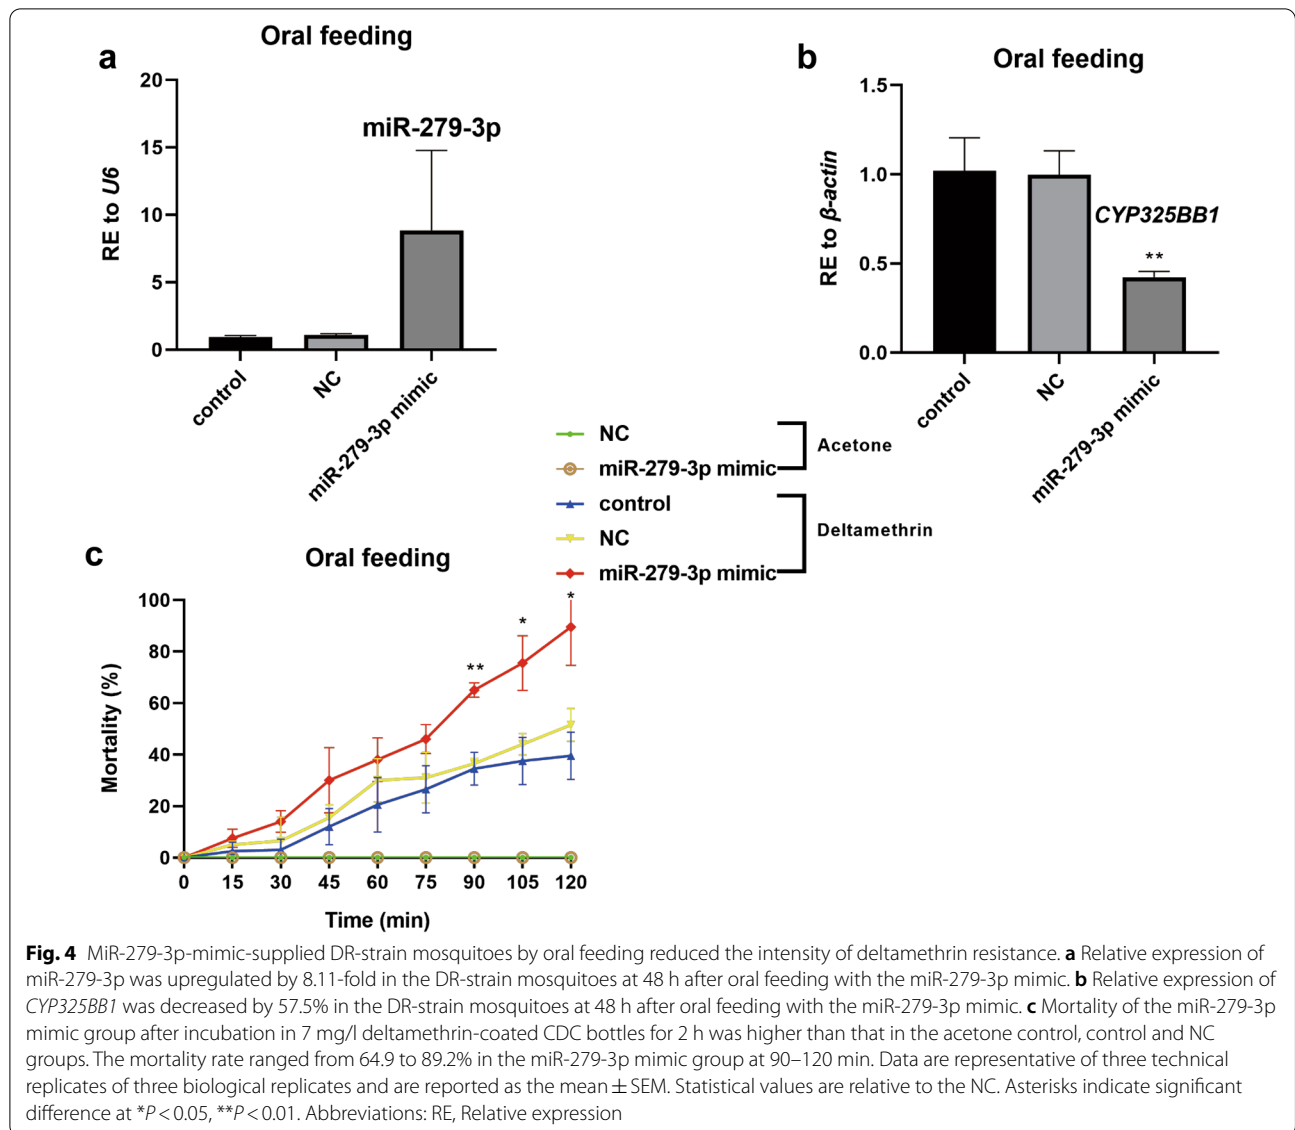 Oral feeding
a
20
15
10
5
0
RE to U6
miR-279-3p
control
NC
miR-279-3p mimic
b
Oral feeding
1.5
1.0
0.5
0.0
RE to β-actin
CYP325BB1
**
control
NC
miR-279-3p mimic
NC
miR-279-3p mimic
Acetone
control
NC
miR-279-3p mimic
Deltamethrin
c
Oral feeding
100
80
60
40
20
0
Mortality (%)
**
*
*
0 15 30 45 60 75 90 105 120
Time (min)
Fig. 4 MiR-279-3p-mimic-supplied DR-strain mosquitoes by oral feeding reduced the intensity of deltamethrin resistance. a Relative expression of
miR-279-3p was upregulated by 8.11-fold in the DR-strain mosquitoes at 48 h after oral feeding with the miR-279-3p mimic. b Relative expression of
CYP325BB1 was decreased by 57.5% in the DR-strain mosquitoes at 48 h after oral feeding with the miR-279-3p mimic. c Mortality of the miR-279-3p
mimic group after incubation in 7 mg/l deltamethrin-coated CDC bottles for 2 h was higher than that in the acetone control, control and NC
groups. The mortality rate ranged from 64.9 to 89.2% in the miR-279-3p mimic group at 90–120 min. Data are representative of three technical
replicates of three biological replicates and are reported as the mean ± SEM. Statistical values are relative to the NC. Asterisks indicate significant
difference at *P < 0.05, **P < 0.01. Abbreviations: RE, Relative expression